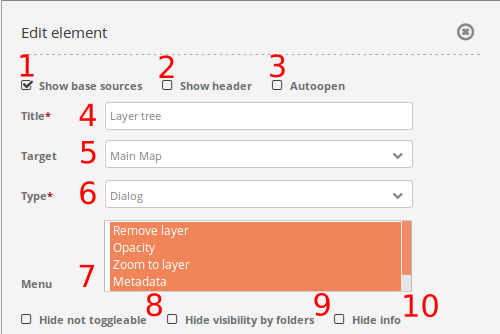 Edit element
1 2 3
Show base sources Show header Autoopen
Title* 4 Layer tree
Target 5 Main Map
Type* 6 Dialog
Remove layer
Opacity
Zoom to layer
Menu 7 Metadata
8 9 10
Hide not toggleable Hide visibility by folders Hide info